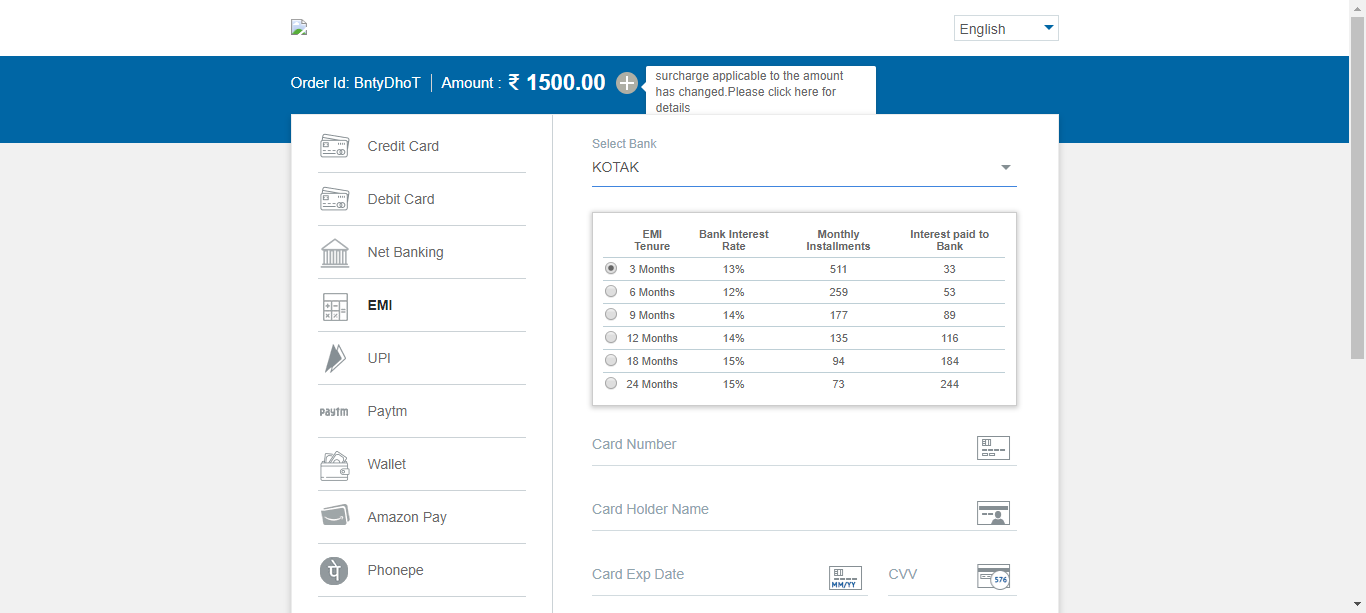 English
Order Id: BntyDhoT
Amount : ₹ 1500.00
surcharge applicable to the amount
has changed.Please click here for
details
Credit Card
Debit Card
Net Banking
EMI
UPI
Paytm
Paytm
Wallet
Amazon Pay
पे
Phonepe
Select Bank
KOTAK
EMI Tenure Bank Interest Rate Monthly Installments Interest paid to Bank
3 Months 13% 511 33
6 Months 12% 259 53
9 Months 14% 177 89
12 Months 14% 135 116
18 Months 15% 94 184
24 Months 15% 73 244
Card Number
Card Holder Name
Card Exp Date
MM/YY
CVV
576